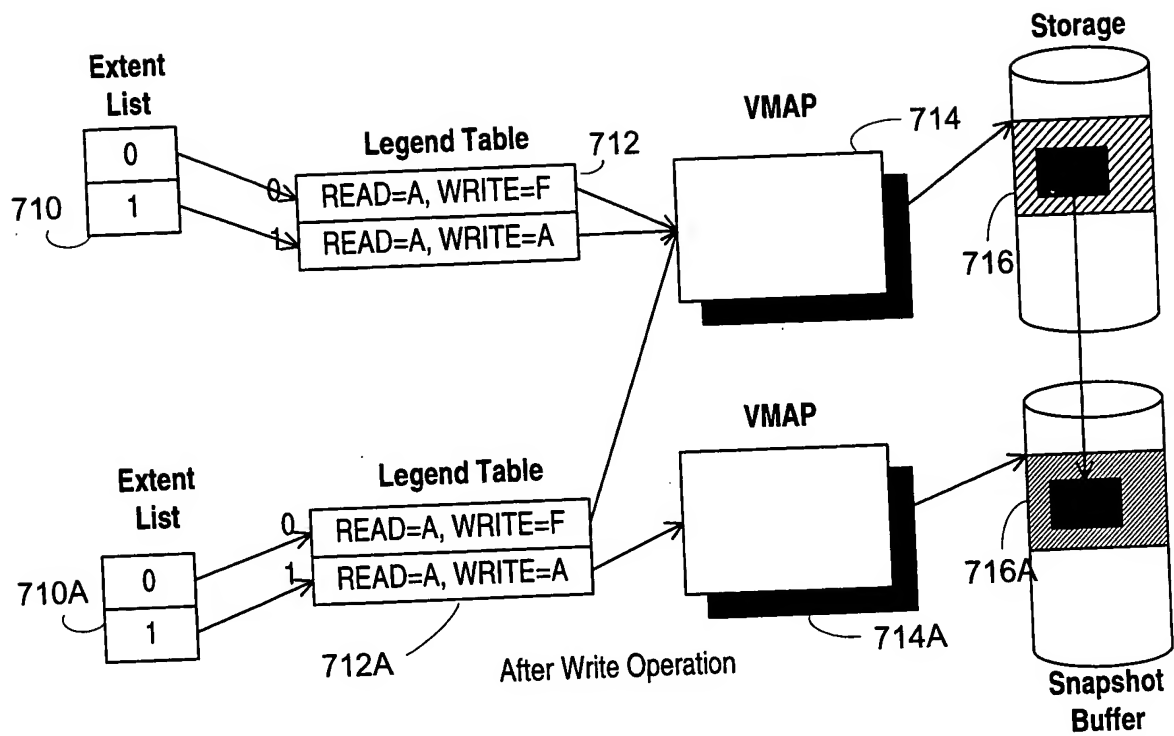 Storage
Extent
List
VMAP
714
Legend Table
712
0
0
READ=A, WRITE=F
710
1
1
READ=A, WRITE=A
716
VMAP
Extent
List
Legend Table
0
READ=A, WRITE=F
0
1
READ=A, WRITE=A
716A
710A
1
714A
712A
After Write Operation
Snapshot
Buffer